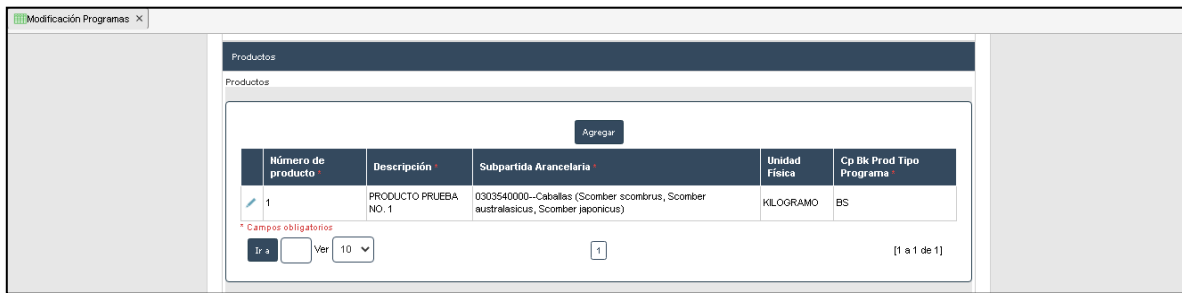 Modificación Programas ×
Productos
Productos
Agregar
Número de producto *
Descripción *
Subpartida Arancelaria *
Unidad Física
Cp Bk Prod Tipo Programa *
1
PRODUCTO PRUEBA NO. 1
0303540000--Caballas (Scomber scombrus, Scomber australasicus, Scomber japonicus)
KILOGRAMO
BS
* Campos obligatorios
Ir a
Ver 10
1
[1 a 1 de 1]